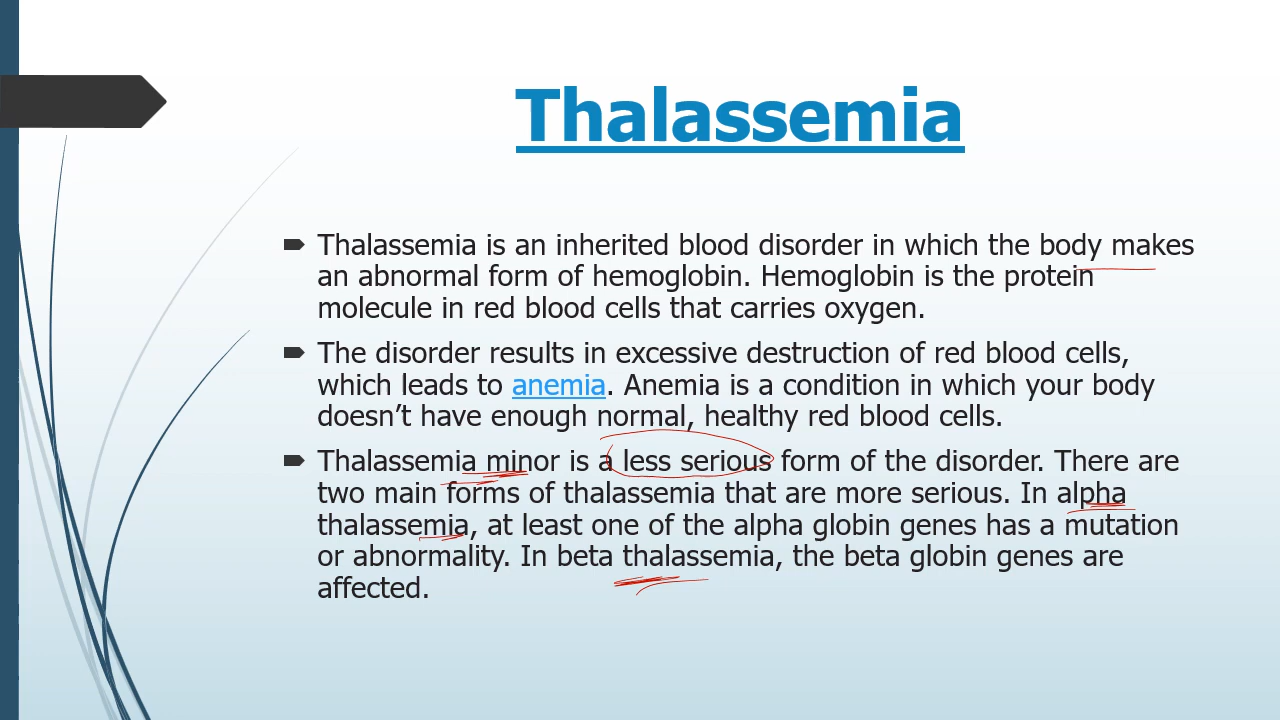 Thalassemia
Thalassemia is an inherited blood disorder in which the body makes
an abnormal form of hemoglobin. Hemoglobin is the protein
molecule in red blood cells that carries oxygen.
The disorder results in excessive destruction of red blood cells,
which leads to anemia. Anemia is a condition in which your body
doesn’t have enough normal, healthy red blood cells.
Thalassemia minor is a less serious form of the disorder. There are
two main forms of thalassemia that are more serious. In alpha
thalassemia, at least one of the alpha globin genes has a mutation
or abnormality. In beta thalassemia, the beta globin genes are
affected.